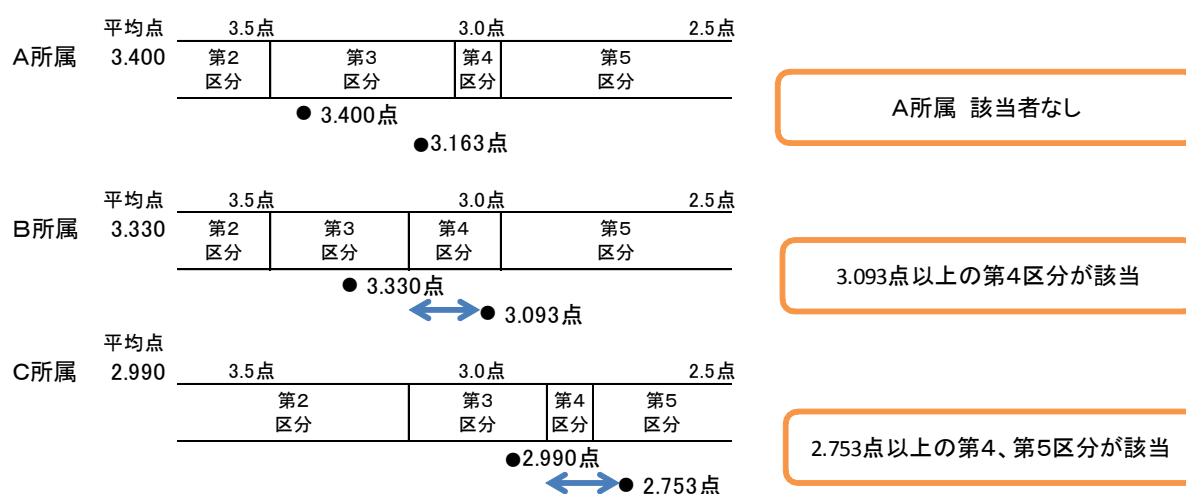 平均点 3.5点 3.0点 2.5点
A所属 3.400 第2 第3 第4 第5
区分 区分 区分 区分
● 3.400点
●3.163点
A所属 該当者なし
平均点 3.5点 3.0点 2.5点
B所属 3.330 第2 第3 第4 第5
区分 区分 区分 区分
● 3.330点
● 3.093点
3.093点以上の第4区分が該当
平均点
C所属 2.990 3.5点 3.0点 2.5点
第2 第3 第4 第5
区分 区分 区分 区分
●2.990点
● 2.753点
2.753点以上の第4、第5区分が該当